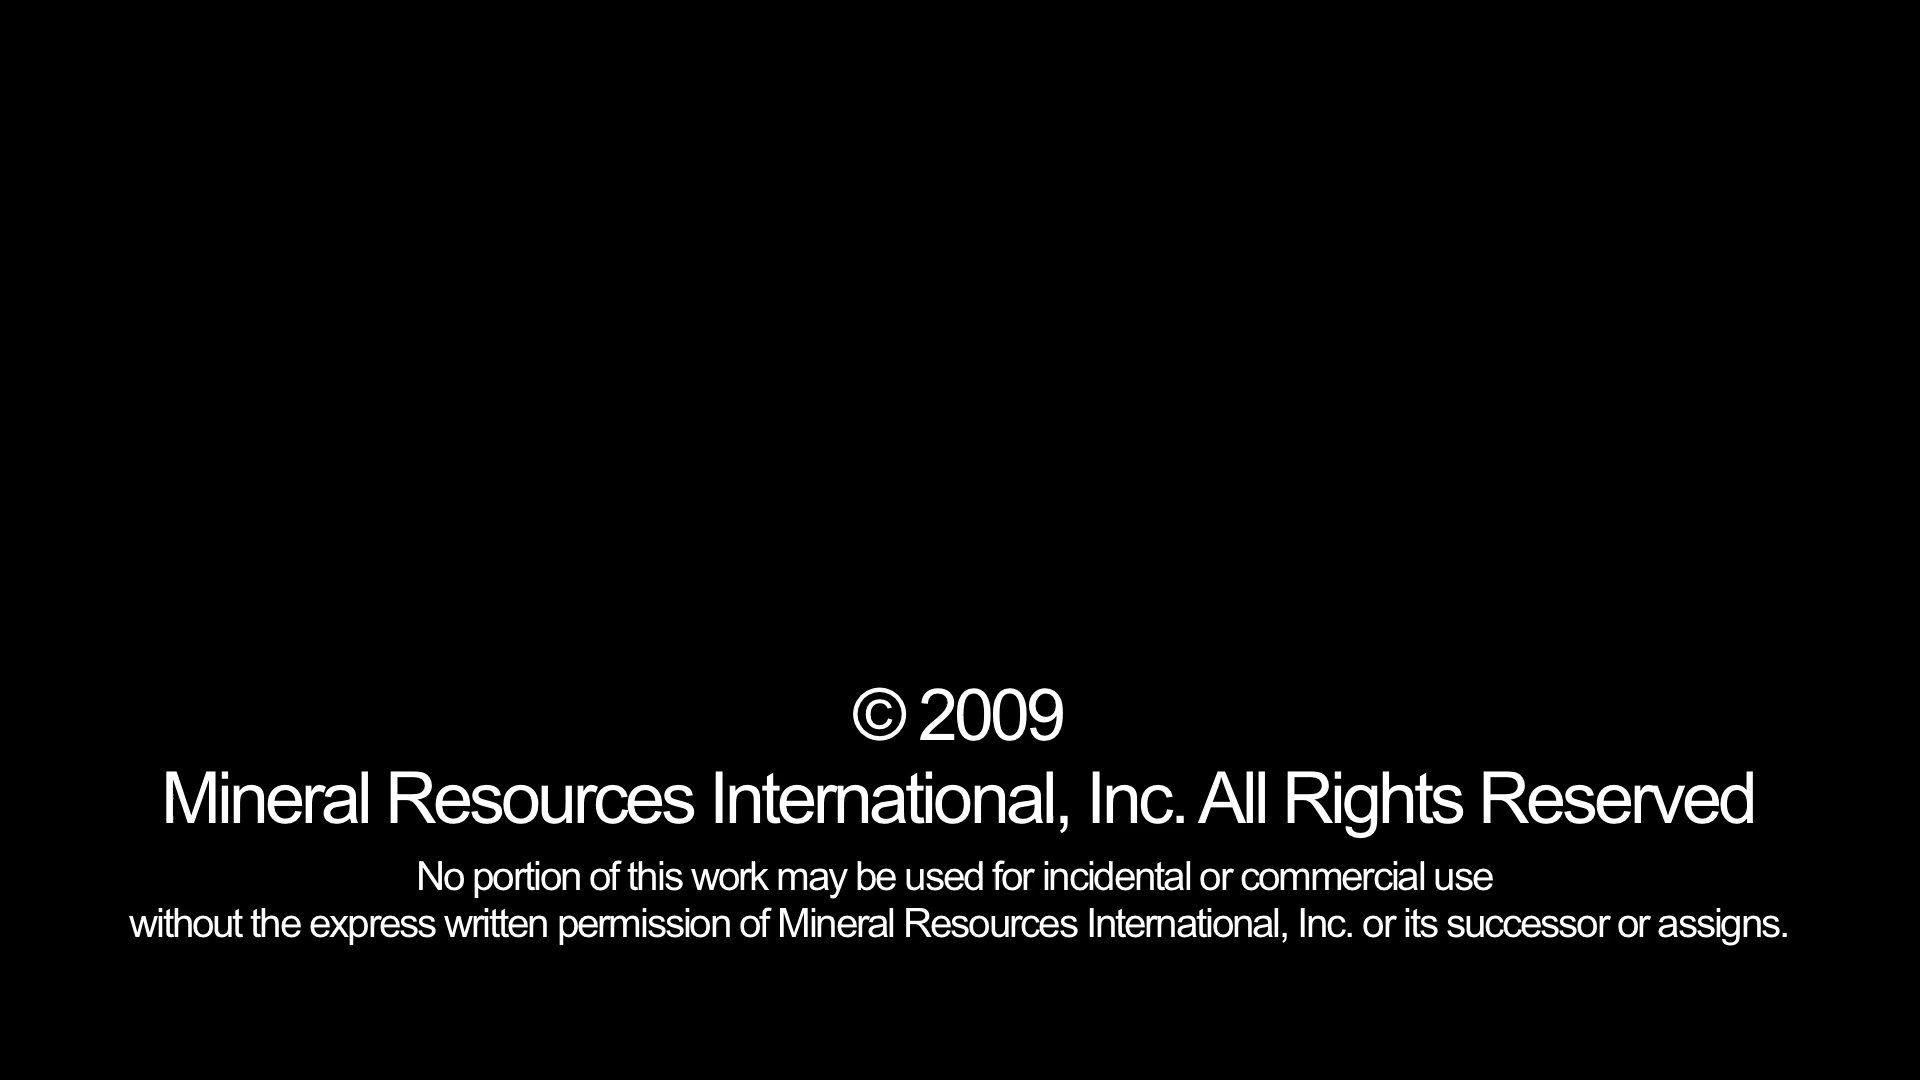 © 2009
Mineral Resources International, Inc. All Rights Reserved
No portion of this work may be used for incidental or commercial use
without the express written permission of Mineral Resources International, Inc. or its successor or assigns.